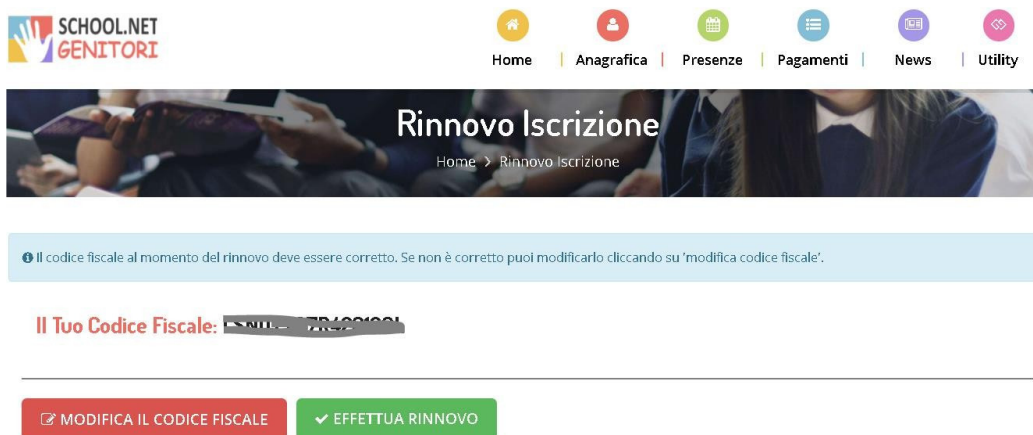 SCHOOL.NET
GENITORI
Home
Anagrafica
Presenze
Pagamenti
News
Utility
Rinnovo Iscrizione
Home > Rinnovo Iscrizione
Il codice fiscale al momento del rinnovo deve essere corretto. Se non è corretto puoi modificarlo cliccando su 'modifica codice fiscale'.
Il Tuo Codice Fiscale:
MODIFICA IL CODICE FISCALE
EFFETTUA RINNOVO